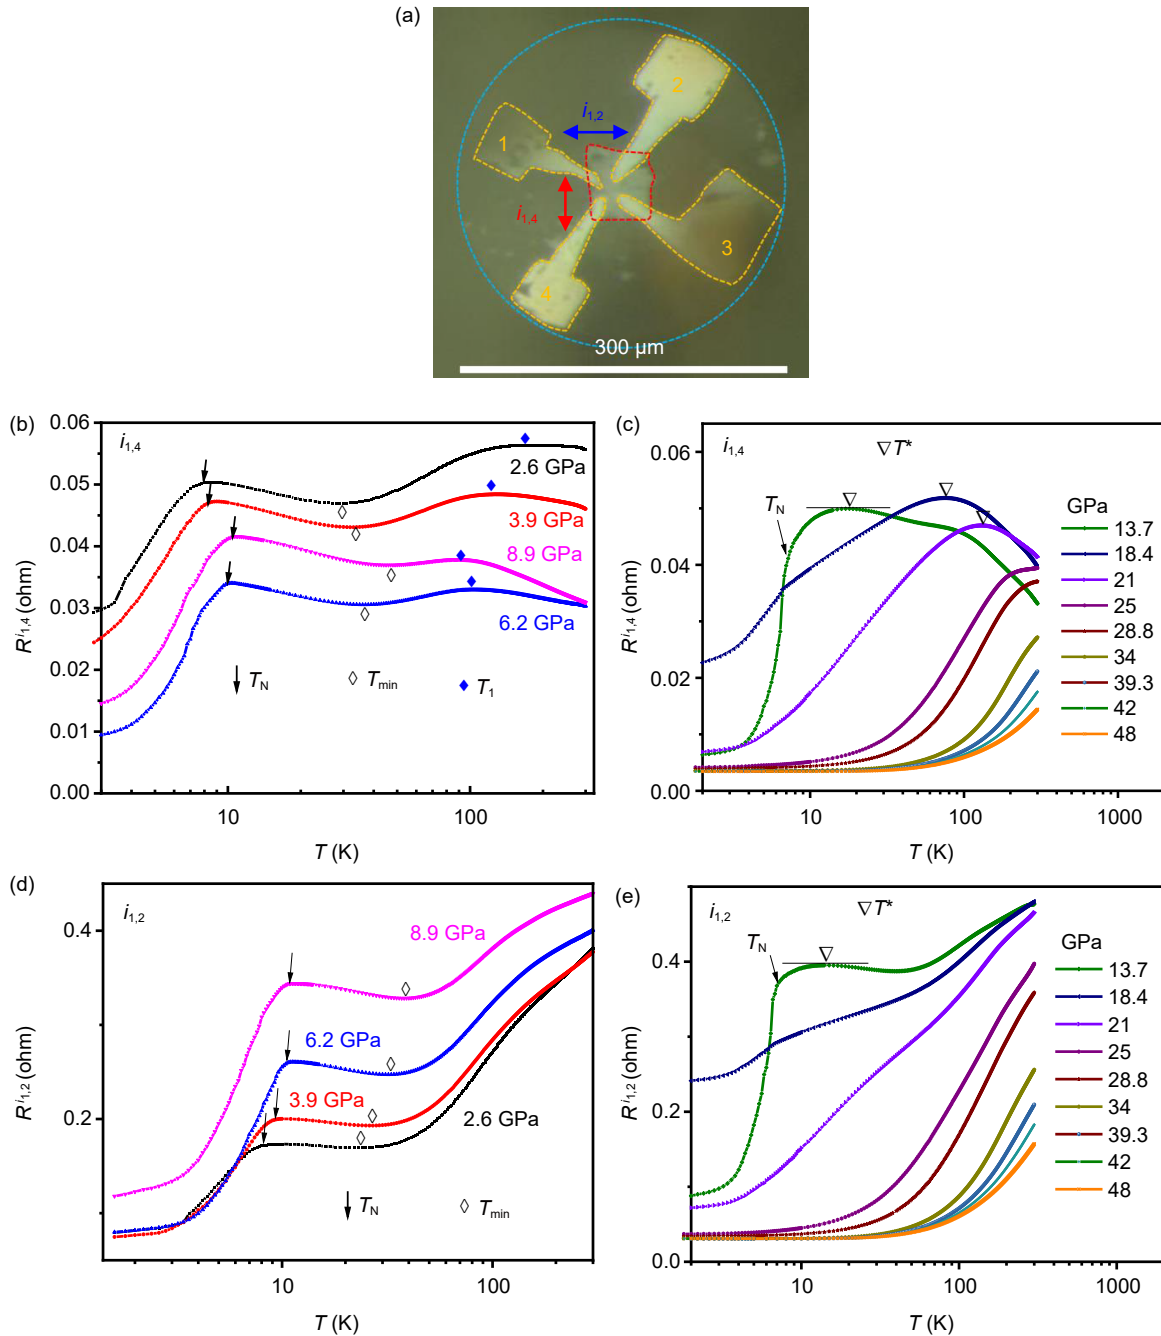 (a)
1
2
3
4
i1,2
i1,4
300 µm
(b)
i1,4
0.06
0.05
0.04
0.03
0.02
0.01
0.00
R^i1,4 (ohm)
2.6 GPa
3.9 GPa
8.9 GPa
6.2 GPa
TN
Tmin
T1
10
100
T (K)
(c)
i1,4
T*
TN
0.06
0.04
0.02
0.00
R^i1,4 (ohm)
GPa
13.7
18.4
21
25
28.8
34
39.3
42
48
10
100
1000
T (K)
(d)
i1,2
0.4
0.2
R^i1,2 (ohm)
8.9 GPa
6.2 GPa
3.9 GPa
2.6 GPa
TN
Tmin
10
100
T (K)
(e)
i1,2
T*
TN
0.4
0.2
0.0
R^i1,2 (ohm)
GPa
13.7
18.4
21
25
28.8
34
39.3
42
48
10
100
1000
T (K)